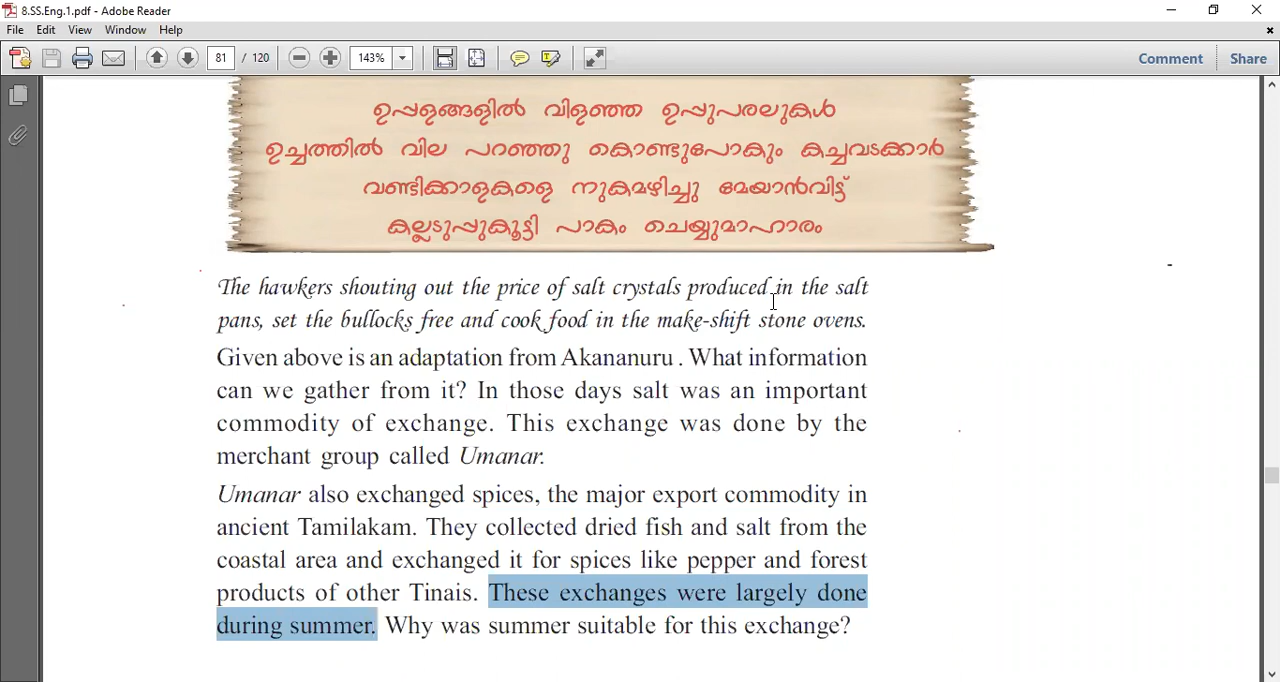 8.SS.Eng.1.pdf - Adobe Reader
File Edit View Window Help
81 / 120 143% Comment Share
ഉപ്പളങ്ങളിൽ വിളഞ്ഞ ഉപ്പുപരലുകൾ
ഉച്ചത്തിൽ വില പറഞ്ഞു കൊണ്ടുപോകും കച്ചവടക്കാർ
വണ്ടിക്കാളകളെ നുകമഴിച്ചു മേയാൻവിട്ട്
കല്ലടുപ്പുകൂട്ടി പാകം ചെയ്യുമാഹാരം
The hawkers shouting out the price of salt crystals produced in the salt
pans, set the bullocks free and cook food in the make-shift stone ovens.
Given above is an adaptation from Akananuru . What information
can we gather from it? In those days salt was an important
commodity of exchange. This exchange was done by the
merchant group called Umanar.
Umanar also exchanged spices, the major export commodity in
ancient Tamilakam. They collected dried fish and salt from the
coastal area and exchanged it for spices like pepper and forest
products of other Tinais. These exchanges were largely done
during summer. Why was summer suitable for this exchange?